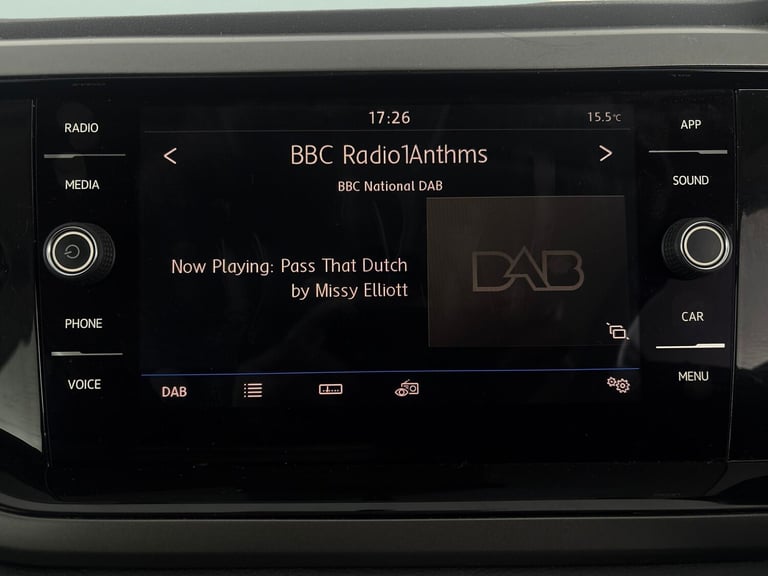 17:26
15.5°C
RADIO
MEDIA
PHONE
VOICE
< BBC Radio1Anthms >
BBC National DAB
Now Playing: Pass That Dutch
by Missy Elliott
DAB
DAB
APP
SOUND
CAR
MENU